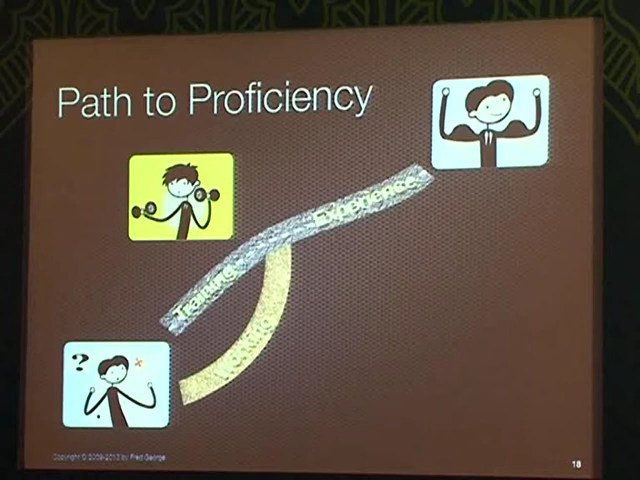 Path to Proficiency
Experience
Training
?
Copyright © 2009-2013 by Fred George
18